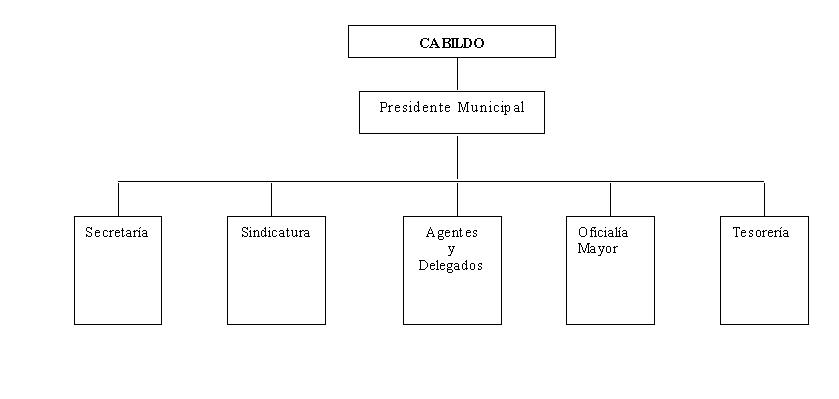 CABILDO
Presidente Municipal
Secretaría
Sindicatura
Agentes
y
Delegados
Oficialía
Mayor
Tesorería